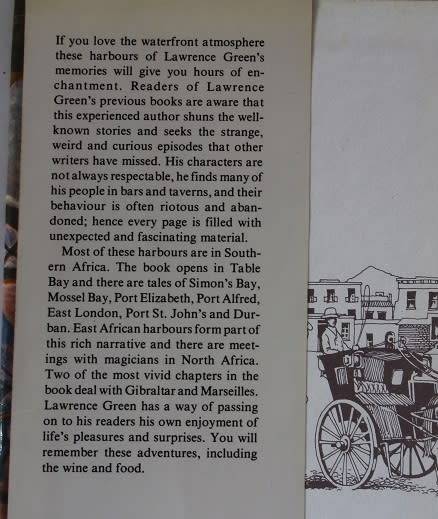 If you love the waterfront atmosphere
these harbours of Lawrence Green's
memories will give you hours of en-
chantment. Readers of Lawrence
Green's previous books are aware that
this experienced author shuns the well-
known stories and seeks the strange,
weird and curious episodes that other
writers have missed. His characters are
not always respectable, he finds many of
his people in bars and taverns, and their
behaviour is often riotous and aban-
doned; hence every page is filled with
unexpected and fascinating material.
Most of these harbours are in South-
ern Africa. The book opens in Table
Bay and there are tales of Simon's Bay,
Mossel Bay, Port Elizabeth, Port Alfred,
East London, Port St. John's and Dur-
ban. East African harbours form part of
this rich narrative and there are meet-
ings with magicians in North Africa.
Two of the most vivid chapters in the
book deal with Gibraltar and Marseilles.
Lawrence Green has a way of passing
on to his readers his own enjoyment of
life's pleasures and surprises. You will
remember these adventures, including
the wine and food.